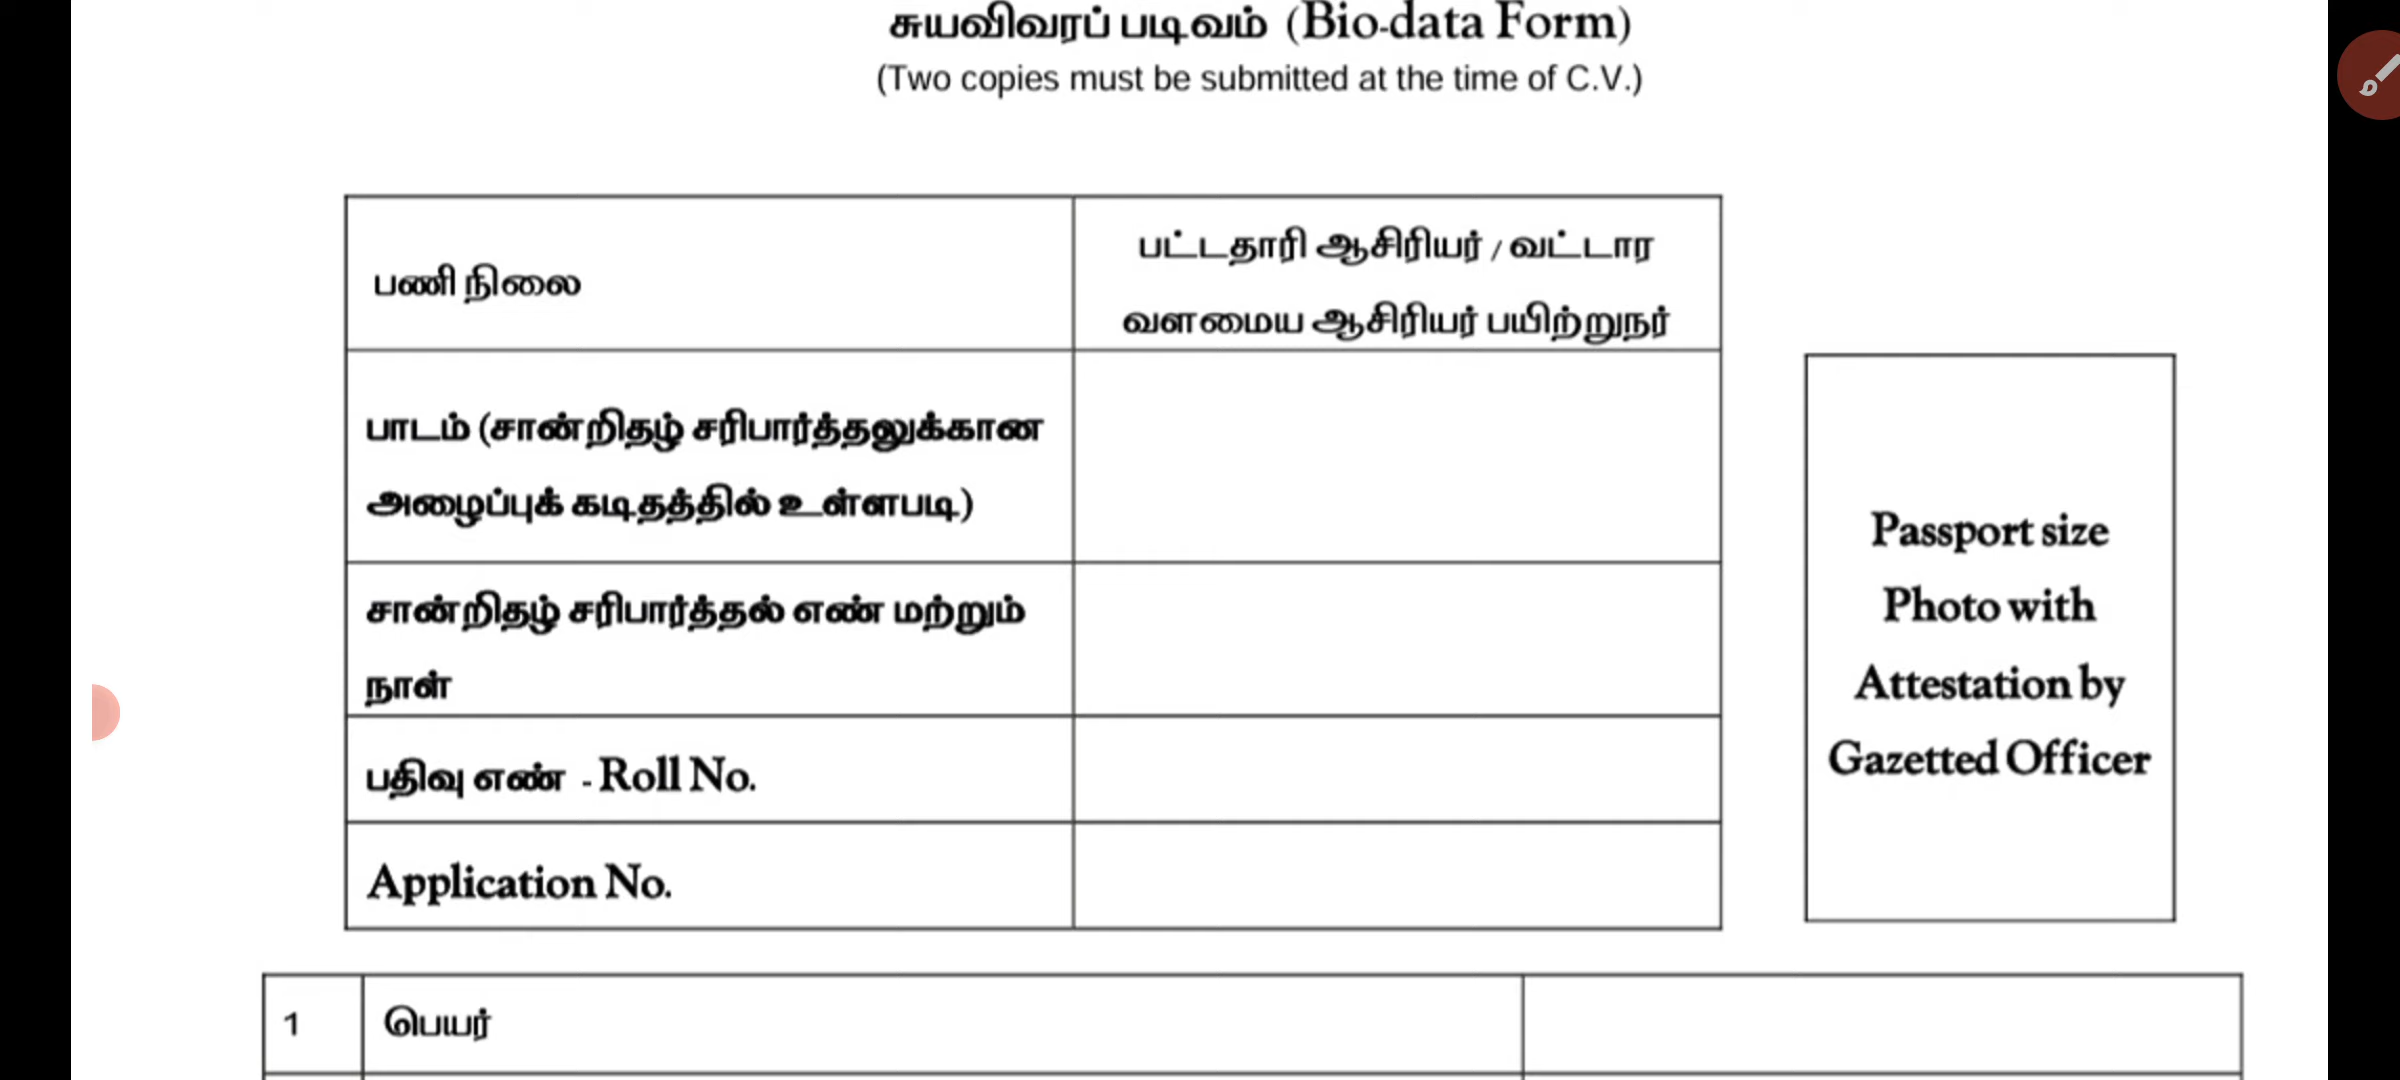 சுயவிவரப் படிவம் (Bio-data Form)
(Two copies must be submitted at the time of C.V.)
பணி நிலை
பட்டதாரி ஆசிரியர் / வட்டார
வளமைய ஆசிரியர் பயிற்றுநர்
பாடம் (சான்றிதழ் சரிபார்த்தலுக்கான
அழைப்புக் கடிதத்தில் உள்ளபடி)
சான்றிதழ் சரிபார்த்தல் எண் மற்றும்
நாள்
பதிவு எண் - Roll No.
Application No.
Passport size
Photo with
Attestation by
Gazetted Officer
1
பெயர்